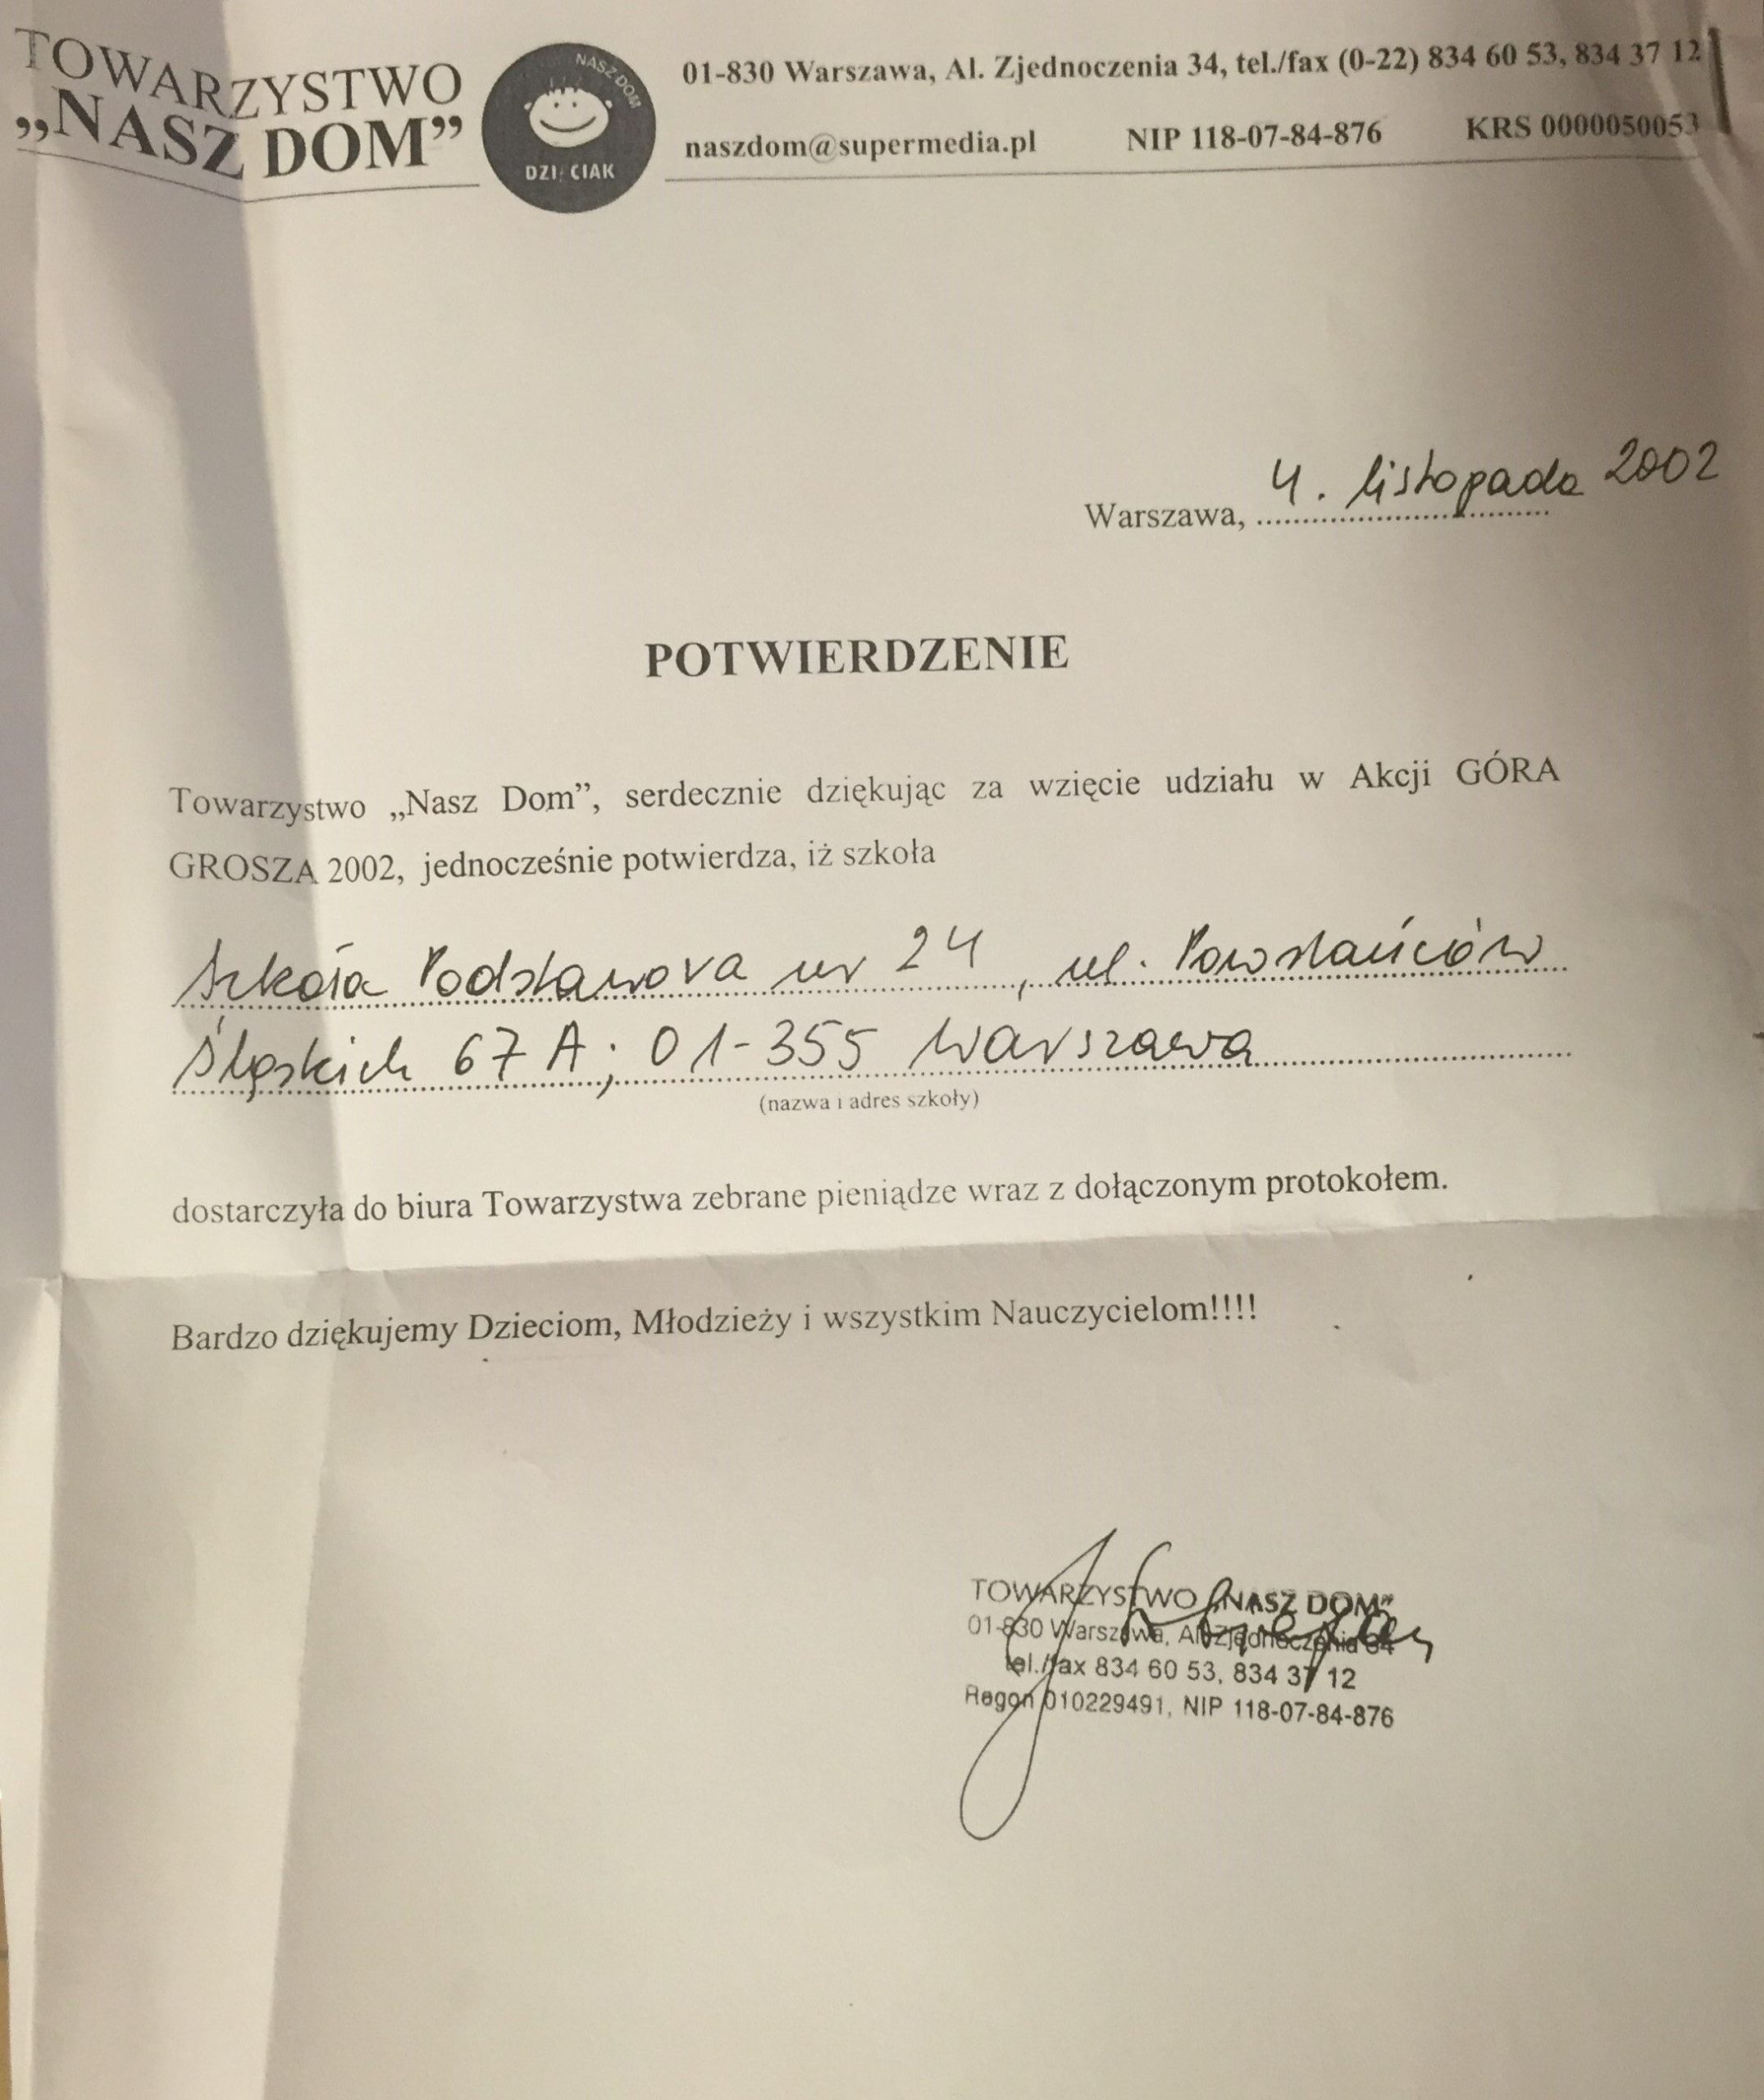 TOWARZYSTWO
„NASZ DOM”
NASZ DOM
DZIECIAK
01-830 Warszawa, Al. Zjednoczenia 34, tel./fax (0-22) 834 60 53, 834 37 12
naszdom@supermedia.pl NIP 118-07-84-876 KRS 0000050053
Warszawa, 4. listopada 2002
POTWIERDZENIE
Towarzystwo „Nasz Dom”, serdecznie dziękując za wzięcie udziału w Akcji GÓRA
GROSZA 2002, jednocześnie potwierdza, iż szkoła
Szkoła Podstawowa nr 24, ul. Powstańców
Śląskich 67A; 01-355 Warszawa
(nazwa i adres szkoły)
dostarczyła do biura Towarzystwa zebrane pieniądze wraz z dołączonym protokołem.
Bardzo dziękujemy Dzieciom, Młodzieży i wszystkim Nauczycielom!!!!
TOWARZYSTWO „NASZ DOM”
01-830 Warszawa, Al. Zjednoczenia 34
tel./fax 834 60 53, 834 37 12
Regon 010229491, NIP 118-07-84-876